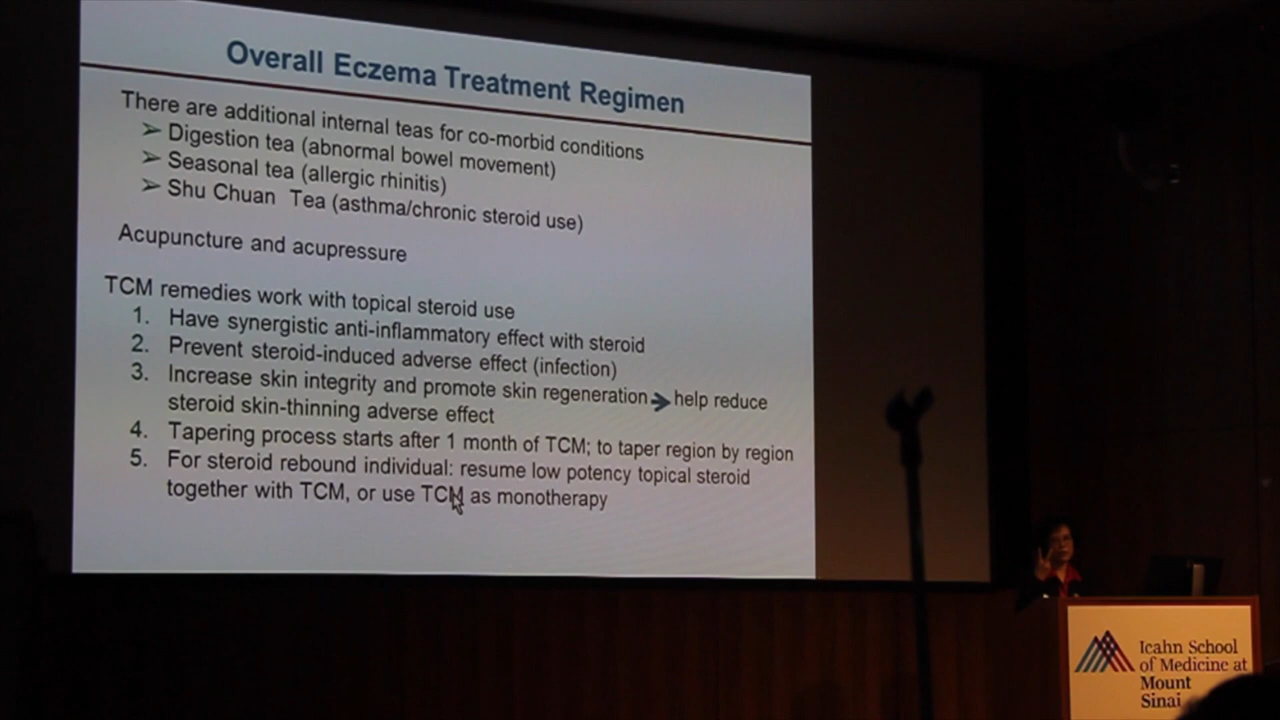 Overall Eczema Treatment Regimen
There are additional internal teas for co-morbid conditions
➢ Digestion tea (abnormal bowel movement)
➢ Seasonal tea (allergic rhinitis)
➢ Shu Chuan Tea (asthma/chronic steroid use)
Acupuncture and acupressure
TCM remedies work with topical steroid use
1. Have synergistic anti-inflammatory effect with steroid
2. Prevent steroid-induced adverse effect (infection)
3. Increase skin integrity and promote skin regeneration → help reduce
steroid skin-thinning adverse effect
4. Tapering process starts after 1 month of TCM; to taper region by region
5. For steroid rebound individual: resume low potency topical steroid
together with TCM, or use TCM as monotherapy
Icahn School
of Medicine at
Mount
Sinai